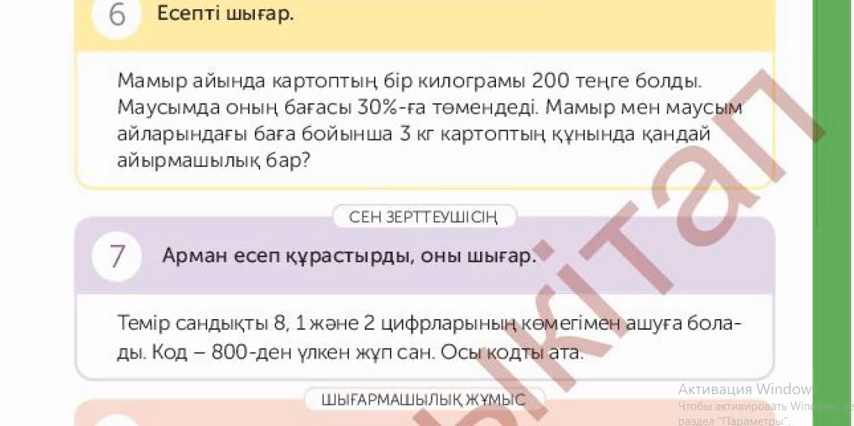 6 Есепті шығар.
Мамыр айында картоптың бір килограмы 200 теңге болды.
Маусымда оның бағасы 30%-ға төмендеді. Мамыр мен маусым
айларындағы баға бойынша 3 кг картоптың құнында қандай
айырмашылық бар?
СЕН ЗЕРТТЕУШІСІҢ
7 Арман есеп құрастырды, оны шығар.
Темір сандықты 8, 1 және 2 цифрларының көмегімен ашуға бола-
ды. Код – 800-ден үлкен жұп сан. Осы кодты ата.
ШЫҒАРМАШЫЛЫҚ ЖҰМЫС
ыкітап
Активация Windows
Чтобы активировать Windows
раздел "Параметры".